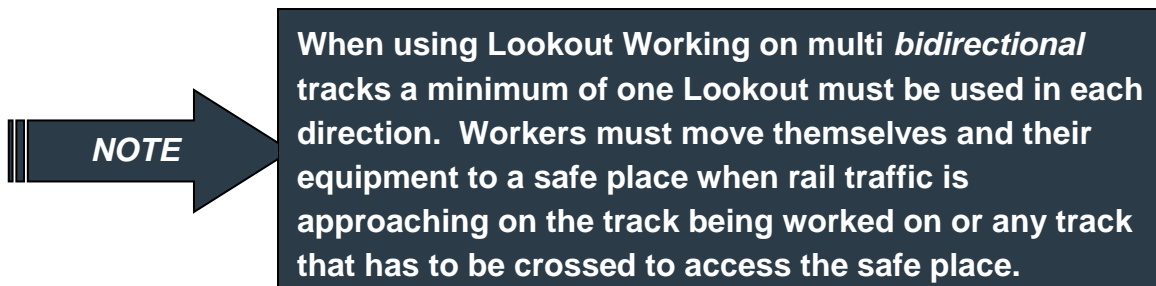 NOTE
When using Lookout Working on multi bidirectional
tracks a minimum of one Lookout must be used in each
direction.  Workers must move themselves and their
equipment to a safe place when rail traffic is
approaching on the track being worked on or any track
that has to be crossed to access the safe place.